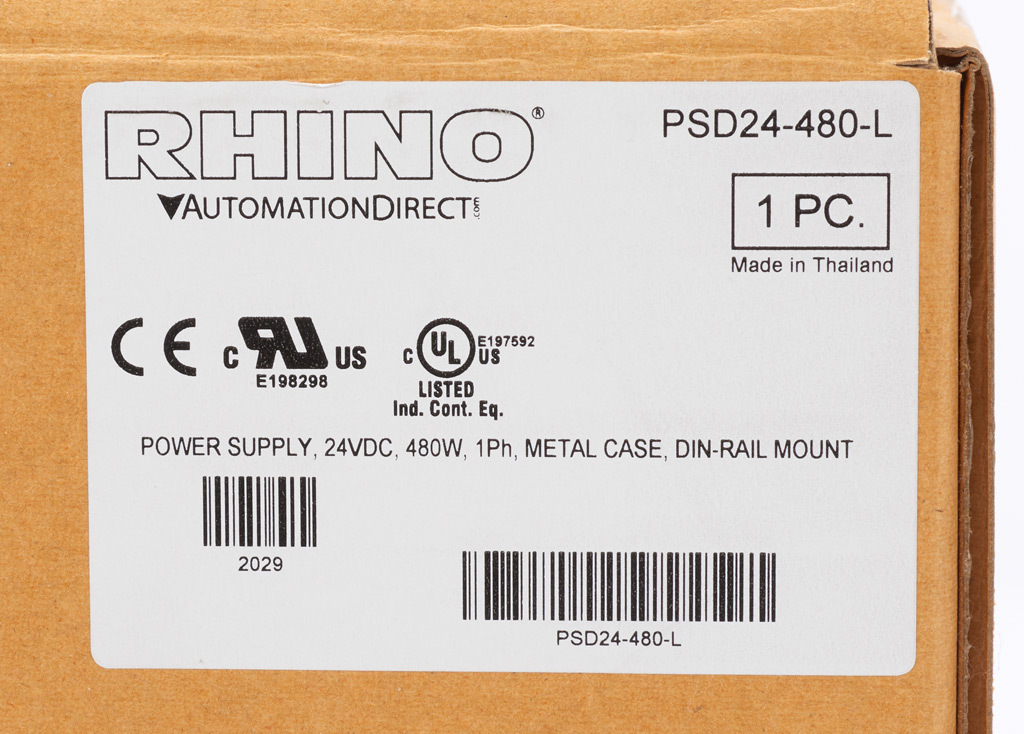 RHINO®
AUTOMATIONDIRECT.com
PSD24-480-L
1 PC.
Made in Thailand
CE
c RU US
E198298
c UL US
E197592
LISTED
Ind. Cont. Eq.
POWER SUPPLY, 24VDC, 480W, 1Ph, METAL CASE, DIN-RAIL MOUNT
2029
PSD24-480-L